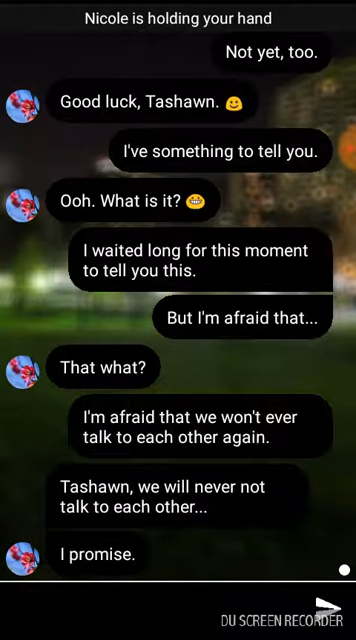 Nicole is holding your hand
Not yet, too.
Good luck, Tashawn. 🙂
I've something to tell you.
Ooh. What is it? 😁
I waited long for this moment
to tell you this.
But I'm afraid that...
That what?
I'm afraid that we won't ever
talk to each other again.
Tashawn, we will never not
talk to each other...
I promise.
DU SCREEN RECORDER